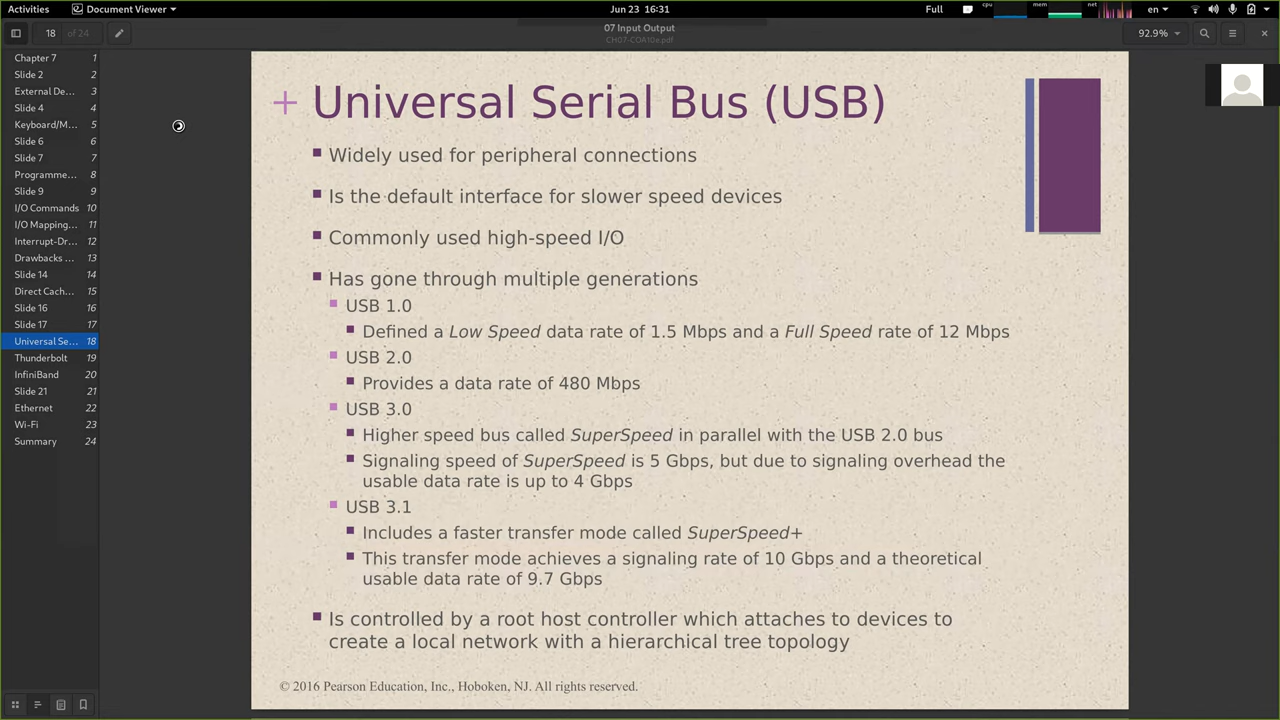 Activities Document Viewer Jun 23 16:31 Full cpu mem net en
18 of 24 07 Input Output 92.9%
CH07-COA10e.pdf
Chapter 7 1
Slide 2 2
External De... 3
Slide 4 4
Keyboard/M... 5
Slide 6 6
Slide 7 7
Programme... 8
Slide 9 9
I/O Commands 10
I/O Mapping... 11
Interrupt-Dr... 12
Drawbacks ... 13
Slide 14 14
Direct Cach... 15
Slide 16 16
Slide 17 17
Universal Se... 18
Thunderbolt 19
InfiniBand 20
Slide 21 21
Ethernet 22
Wi-Fi 23
Summary 24
+ Universal Serial Bus (USB)
Widely used for peripheral connections
Is the default interface for slower speed devices
Commonly used high-speed I/O
Has gone through multiple generations
USB 1.0
Defined a Low Speed data rate of 1.5 Mbps and a Full Speed rate of 12 Mbps
USB 2.0
Provides a data rate of 480 Mbps
USB 3.0
Higher speed bus called SuperSpeed in parallel with the USB 2.0 bus
Signaling speed of SuperSpeed is 5 Gbps, but due to signaling overhead the
usable data rate is up to 4 Gbps
USB 3.1
Includes a faster transfer mode called SuperSpeed+
This transfer mode achieves a signaling rate of 10 Gbps and a theoretical
usable data rate of 9.7 Gbps
Is controlled by a root host controller which attaches to devices to
create a local network with a hierarchical tree topology
© 2016 Pearson Education, Inc., Hoboken, NJ. All rights reserved.